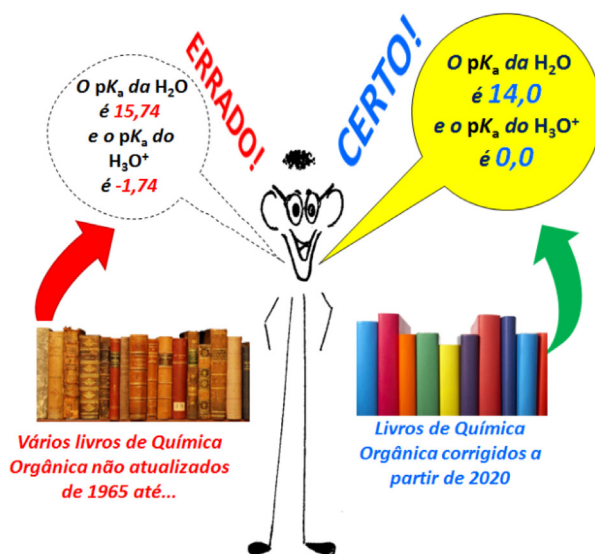 O pKa da H₂O
é 15,74
e o pKa do
H₃O⁺
é -1,74
ERRADO!
CERTO!
O pKa da H₂O
é 14,0
e o pKa do H₃O⁺
é 0,0
Vários livros de Química
Orgânica não atualizados
de 1965 até...
Livros de Química
Orgânica corrigidos a
partir de 2020